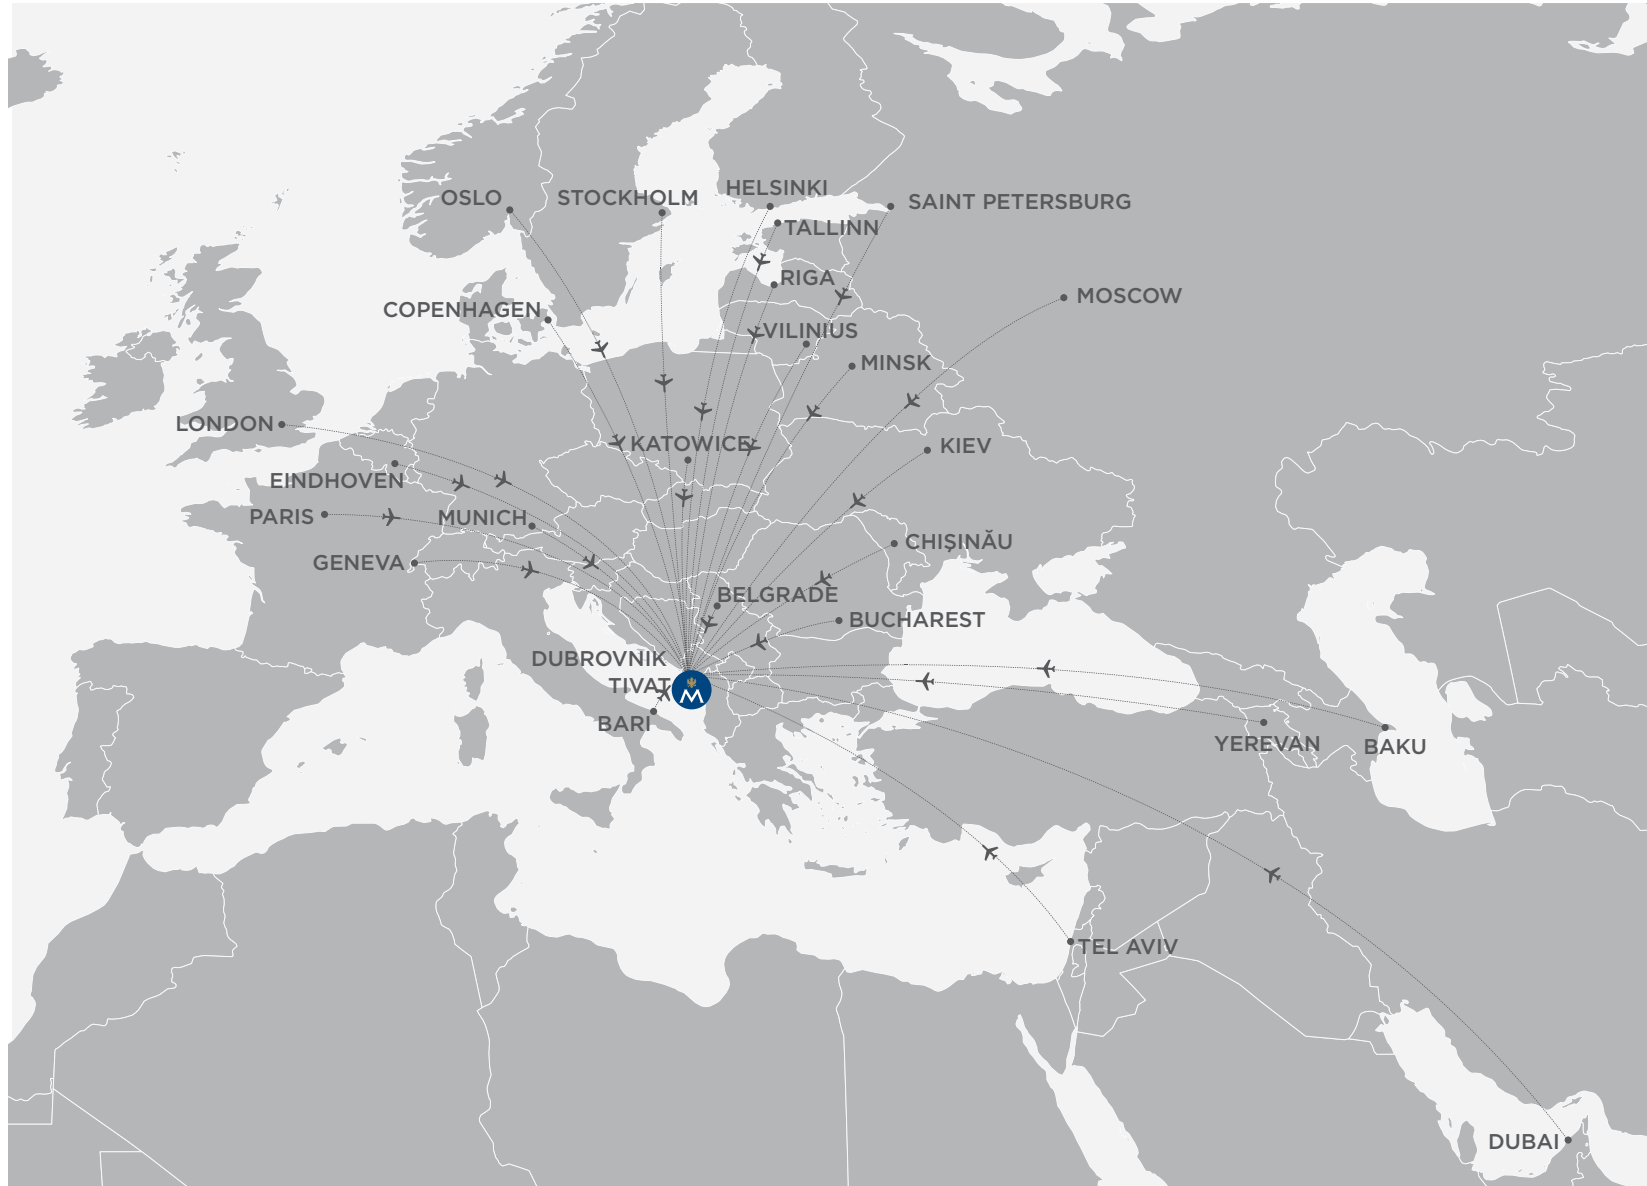 HELSINKI
OSLO
STOCKHOLM
SAINT PETERSBURG
TALLINN
RIGA
MOSCOW
COPENHAGEN
VILINIUS
MINSK
LONDON
KATOWICE
KIEV
EINDHOVEN
PARIS
MUNICH
CHIȘINĂU
GENEVA
BELGRADE
BUCHAREST
DUBROVNIK
TIVAT
M
BARI
YEREVAN
BAKU
TEL AVIV
DUBAI